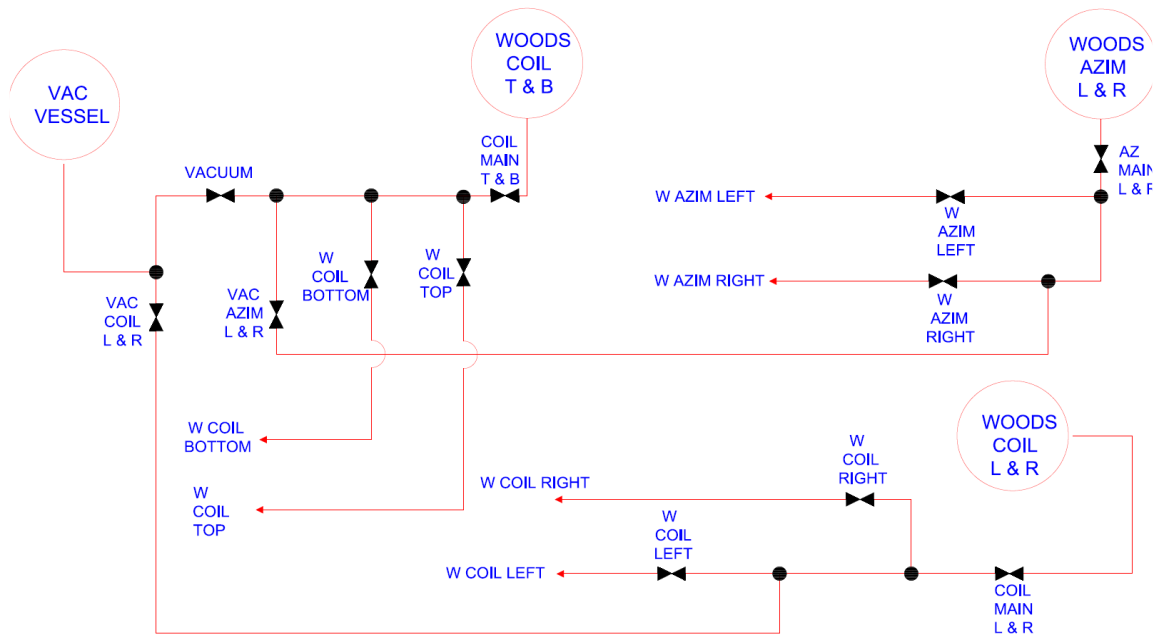 VAC
VESSEL
WOODS
COIL
T & B
WOODS
AZIM
L & R
VACUUM
COIL
MAIN
T & B
AZ
MAIN
L & R
W AZIM LEFT
W
AZIM
LEFT
W
COIL
BOTTOM
W
COIL
TOP
W AZIM RIGHT
W
AZIM
RIGHT
VAC
COIL
L & R
VAC
AZIM
L & R
W COIL
BOTTOM
WOODS
COIL
L & R
W
COIL
RIGHT
W COIL RIGHT
W
COIL
TOP
W
COIL
LEFT
W COIL LEFT
COIL
MAIN
L & R